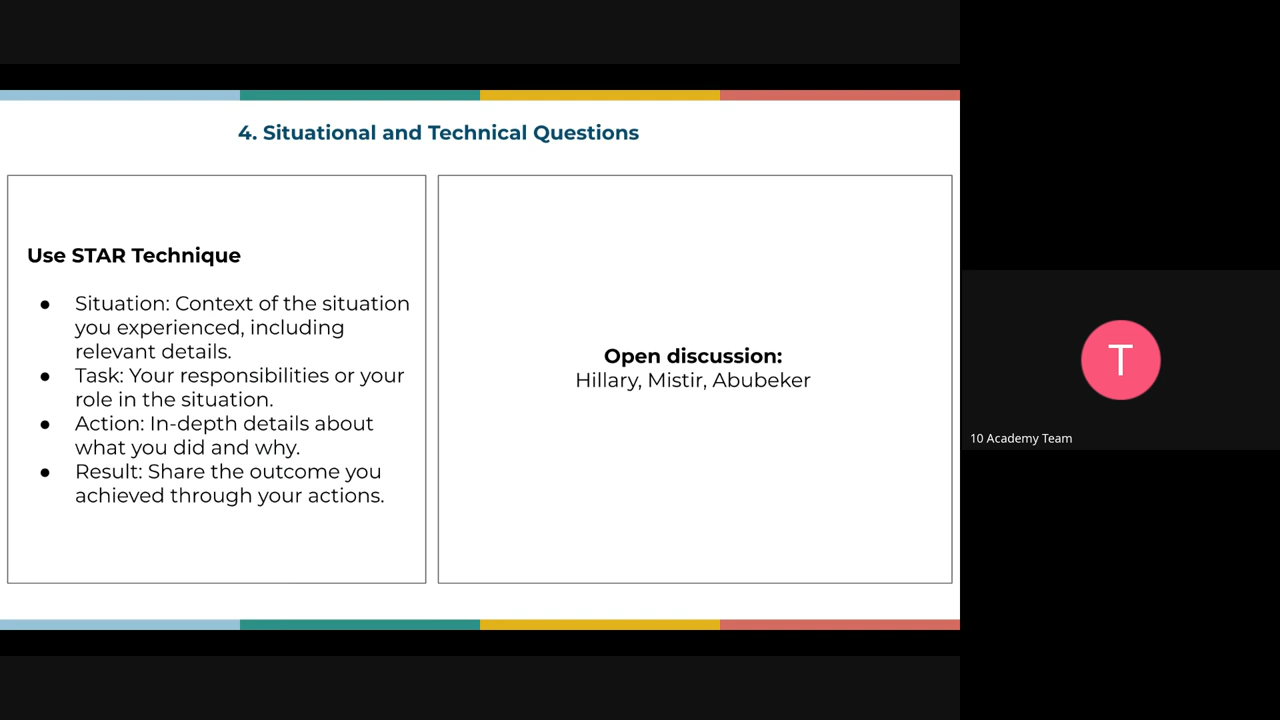 4. Situational and Technical Questions
Use STAR Technique
● Situation: Context of the situation
you experienced, including
relevant details.
● Task: Your responsibilities or your
role in the situation.
● Action: In-depth details about
what you did and why.
● Result: Share the outcome you
achieved through your actions.
Open discussion:
Hillary, Mistir, Abubeker
T
10 Academy Team